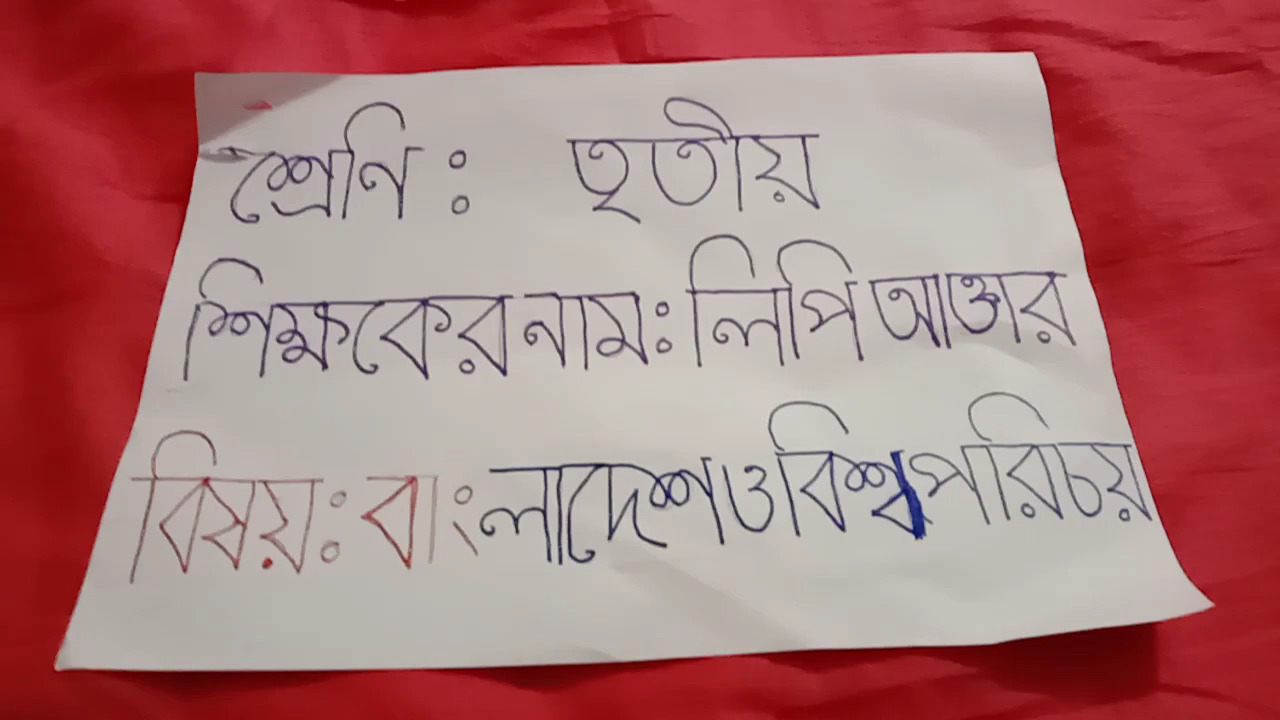 শ্রেণি : তৃতীয়
শিক্ষকের নাম: লিপি আক্তার
বিষয়: বাংলাদেশ ও বিশ্বপরিচয়